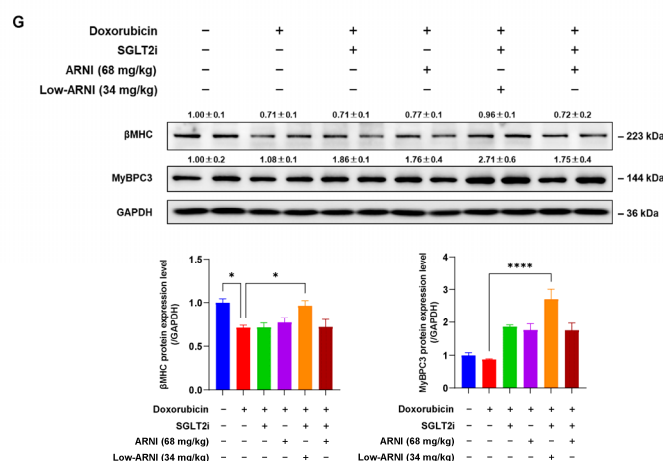 G
Doxorubicin − + + + + +
SGLT2i − − + − + +
ARNI (68 mg/kg) − − − + − +
Low-ARNI (34 mg/kg) − − − − + −
1.00±0.1 0.71±0.1 0.71±0.1 0.77±0.1 0.96±0.1 0.72±0.2
βMHC – 223 kDa
1.00±0.2 1.08±0.1 1.86±0.1 1.76±0.4 2.71±0.6 1.75±0.4
MyBPC3 – 144 kDa
GAPDH – 36 kDa
βMHC protein expression level
(/GAPDH)
1.5
1.0
0.5
0.0
* *
Doxorubicin − + + + + +
SGLT2i − − + − + +
ARNI (68 mg/kg) − − − + − +
Low-ARNI (34 mg/kg) − − − − + −
MyBPC3 protein expression level
(/GAPDH)
4
3
2
1
0
****
Doxorubicin − + + + + +
SGLT2i − − + − + +
ARNI (68 mg/kg) − − − + − +
Low-ARNI (34 mg/kg) − − − − + −